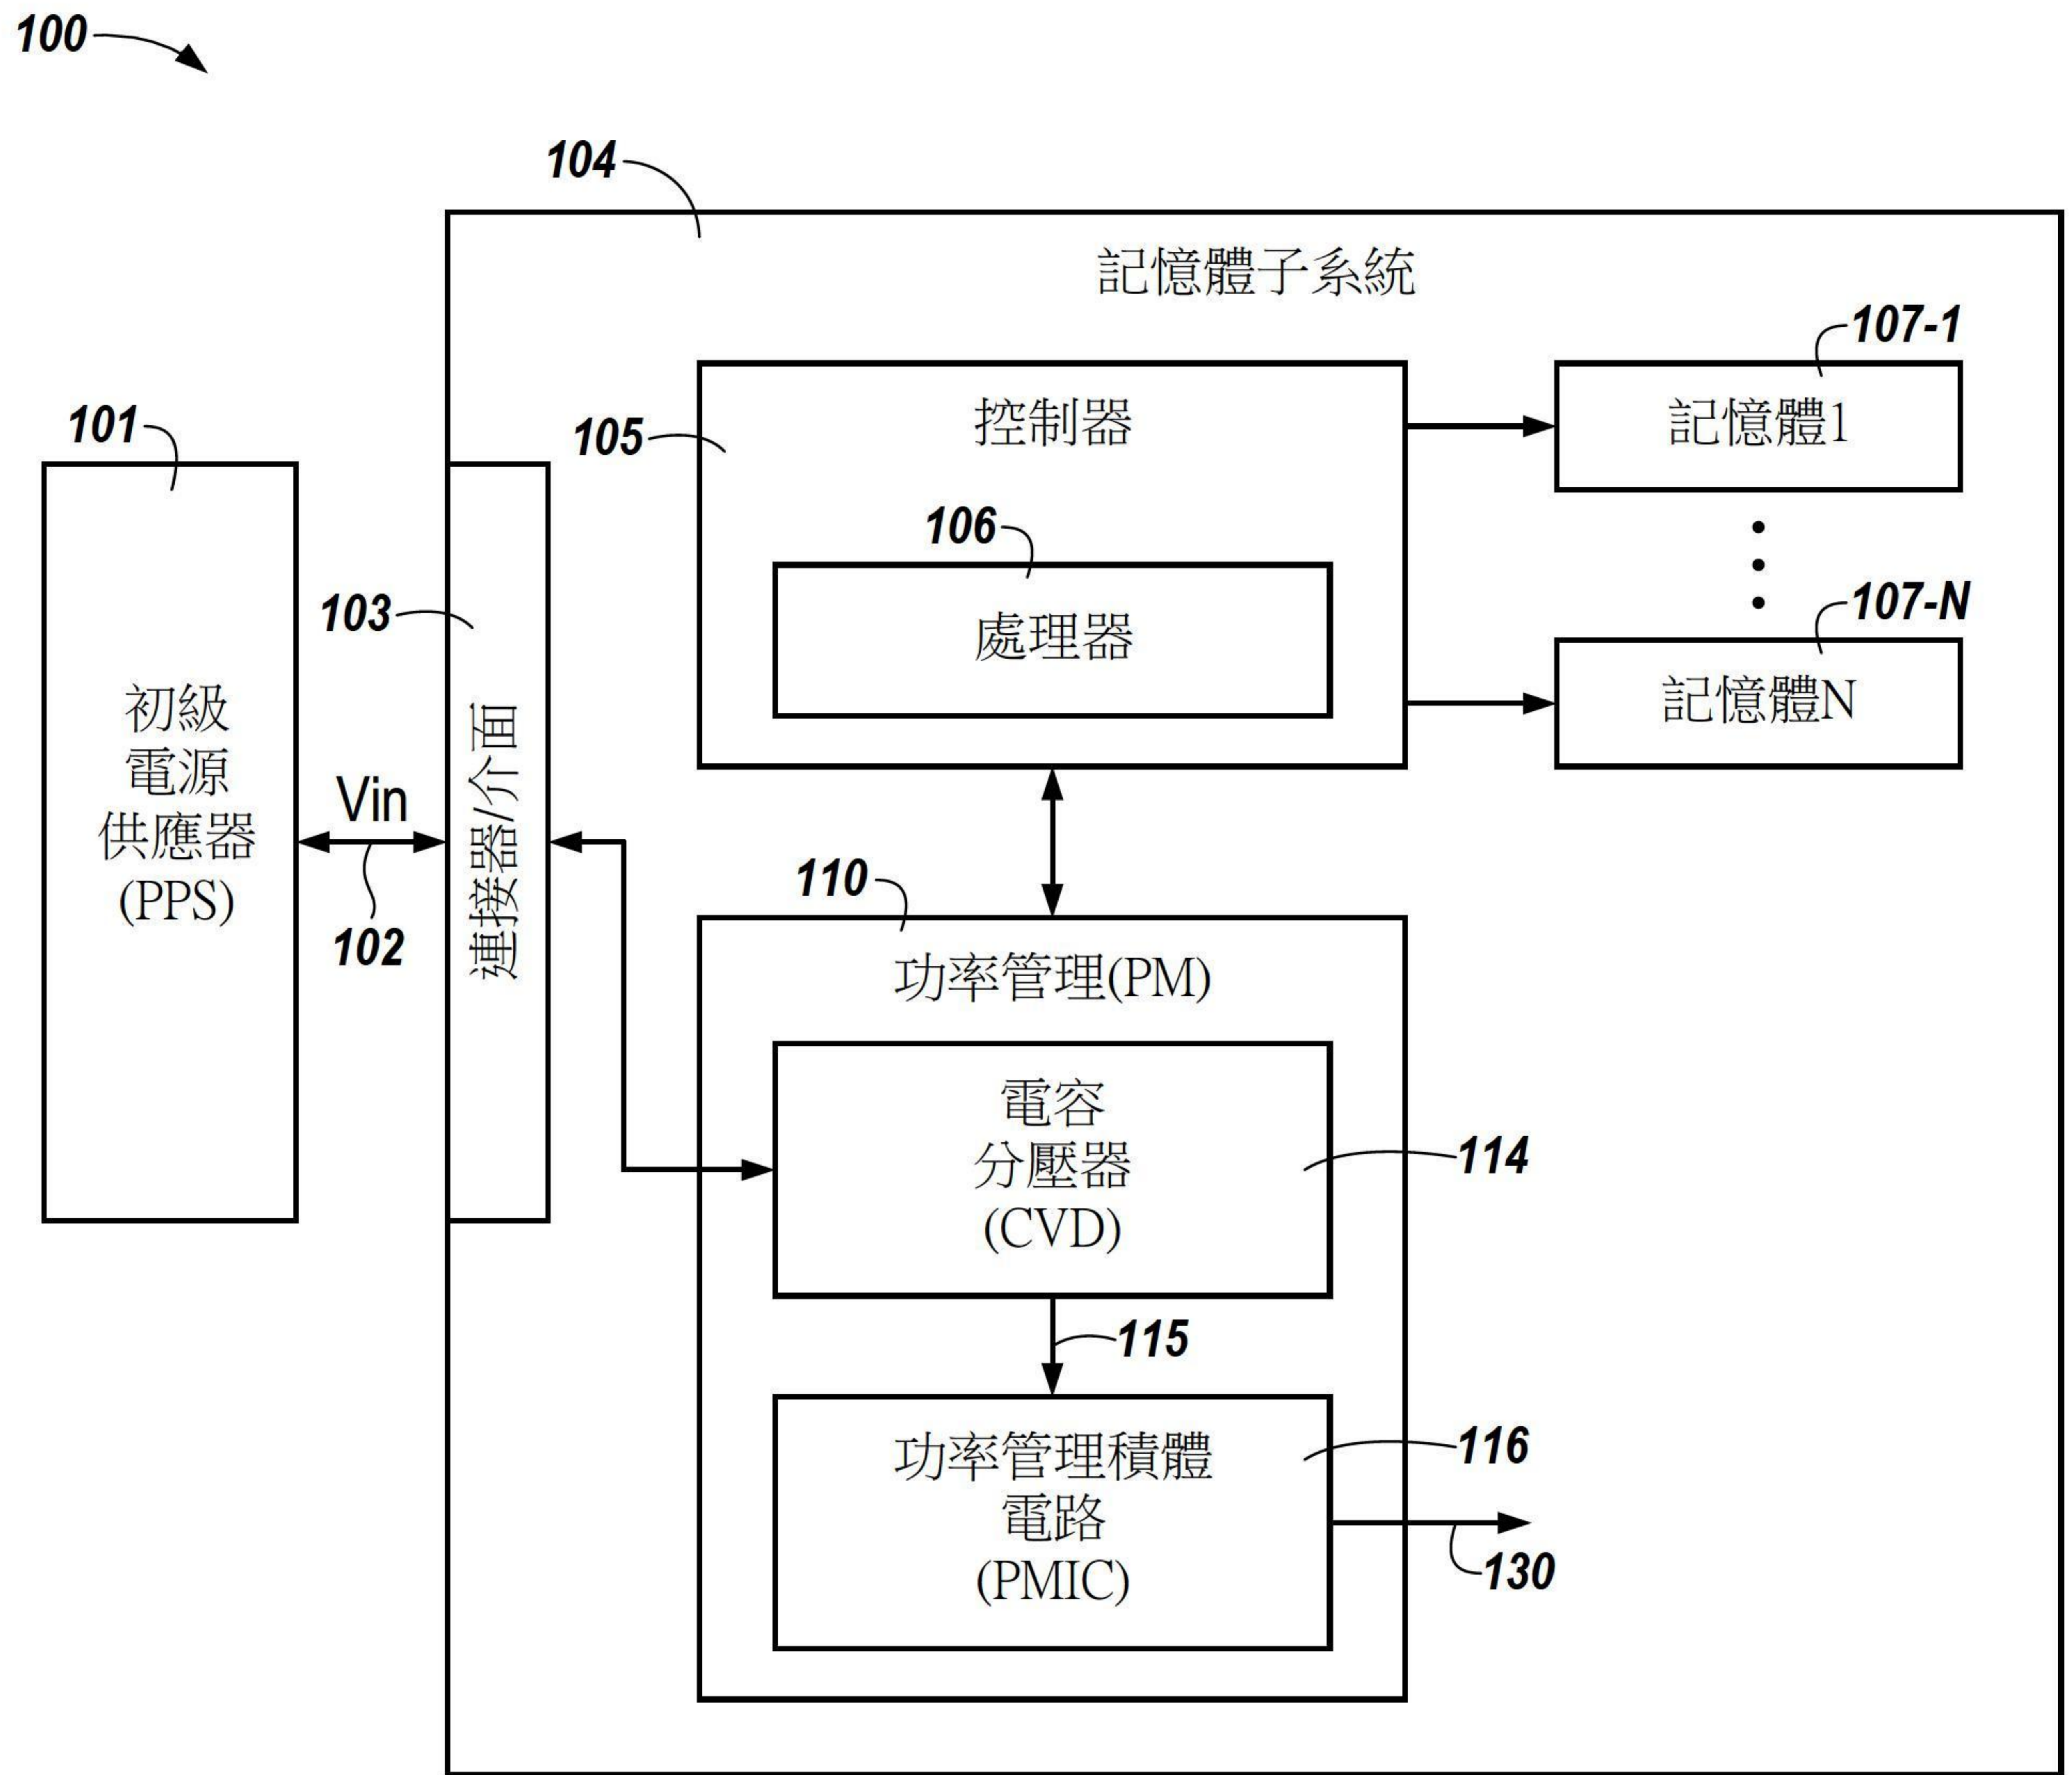 100
104
記憶體子系統
107-1
101
105
控制器
記憶體1
106
103
處理器
107-N
記憶體N
初級
電源
供應器
(PPS)
Vin
102
連接器/介面
110
功率管理(PM)
電容
分壓器
(CVD)
114
115
功率管理積體
電路
(PMIC)
116
130